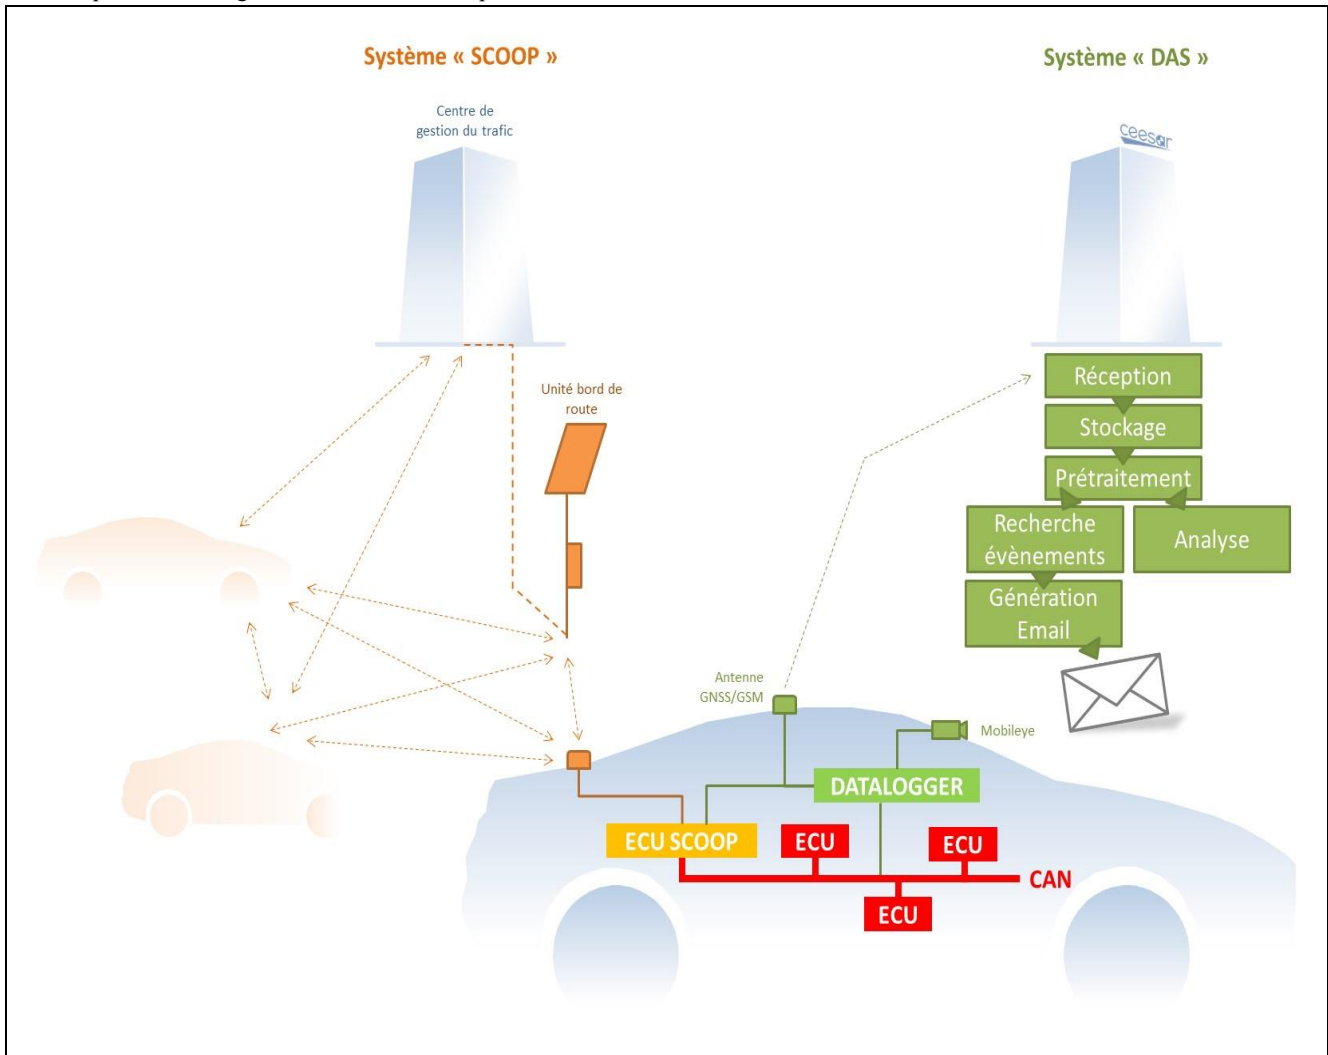 Système « SCOOP »
Système « DAS »
Centre de
gestion du trafic
ceesar
Unité bord de
route
Réception
Stockage
Prétraitement
Recherche
évènements
Analyse
Génération
Email
Antenne
GNSS/GSM
Mobileye
DATALOGGER
ECU SCOOP
ECU
ECU
CAN
ECU